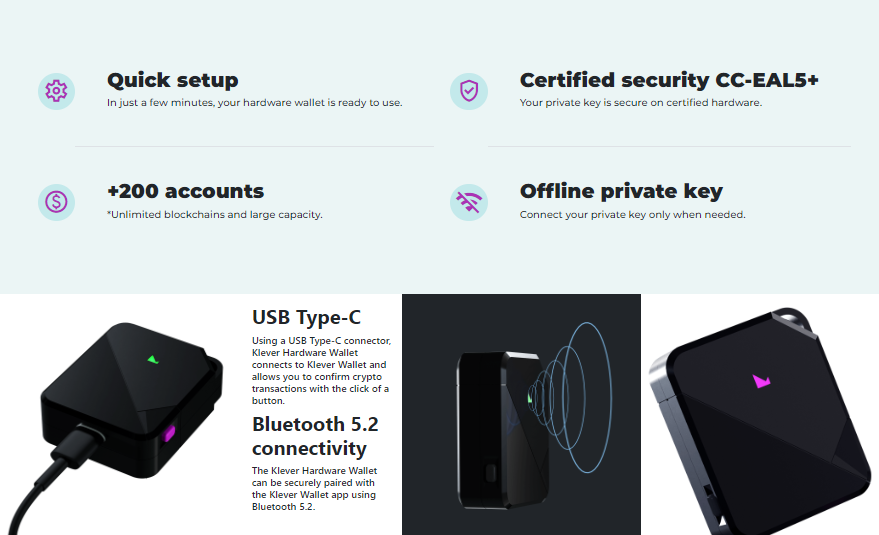 Quick setup
In just a few minutes, your hardware wallet is ready to use.
Certified security CC-EAL5+
Your private key is secure on certified hardware.
+200 accounts
*Unlimited blockchains and large capacity.
Offline private key
Connect your private key only when needed.
USB Type-C
Using a USB Type-C connector,
Klever Hardware Wallet
connects to Klever Wallet and
allows you to confirm crypto
transactions with the click of a
button.
Bluetooth 5.2
connectivity
The Klever Hardware Wallet
can be securely paired with
the Klever Wallet app using
Bluetooth 5.2.